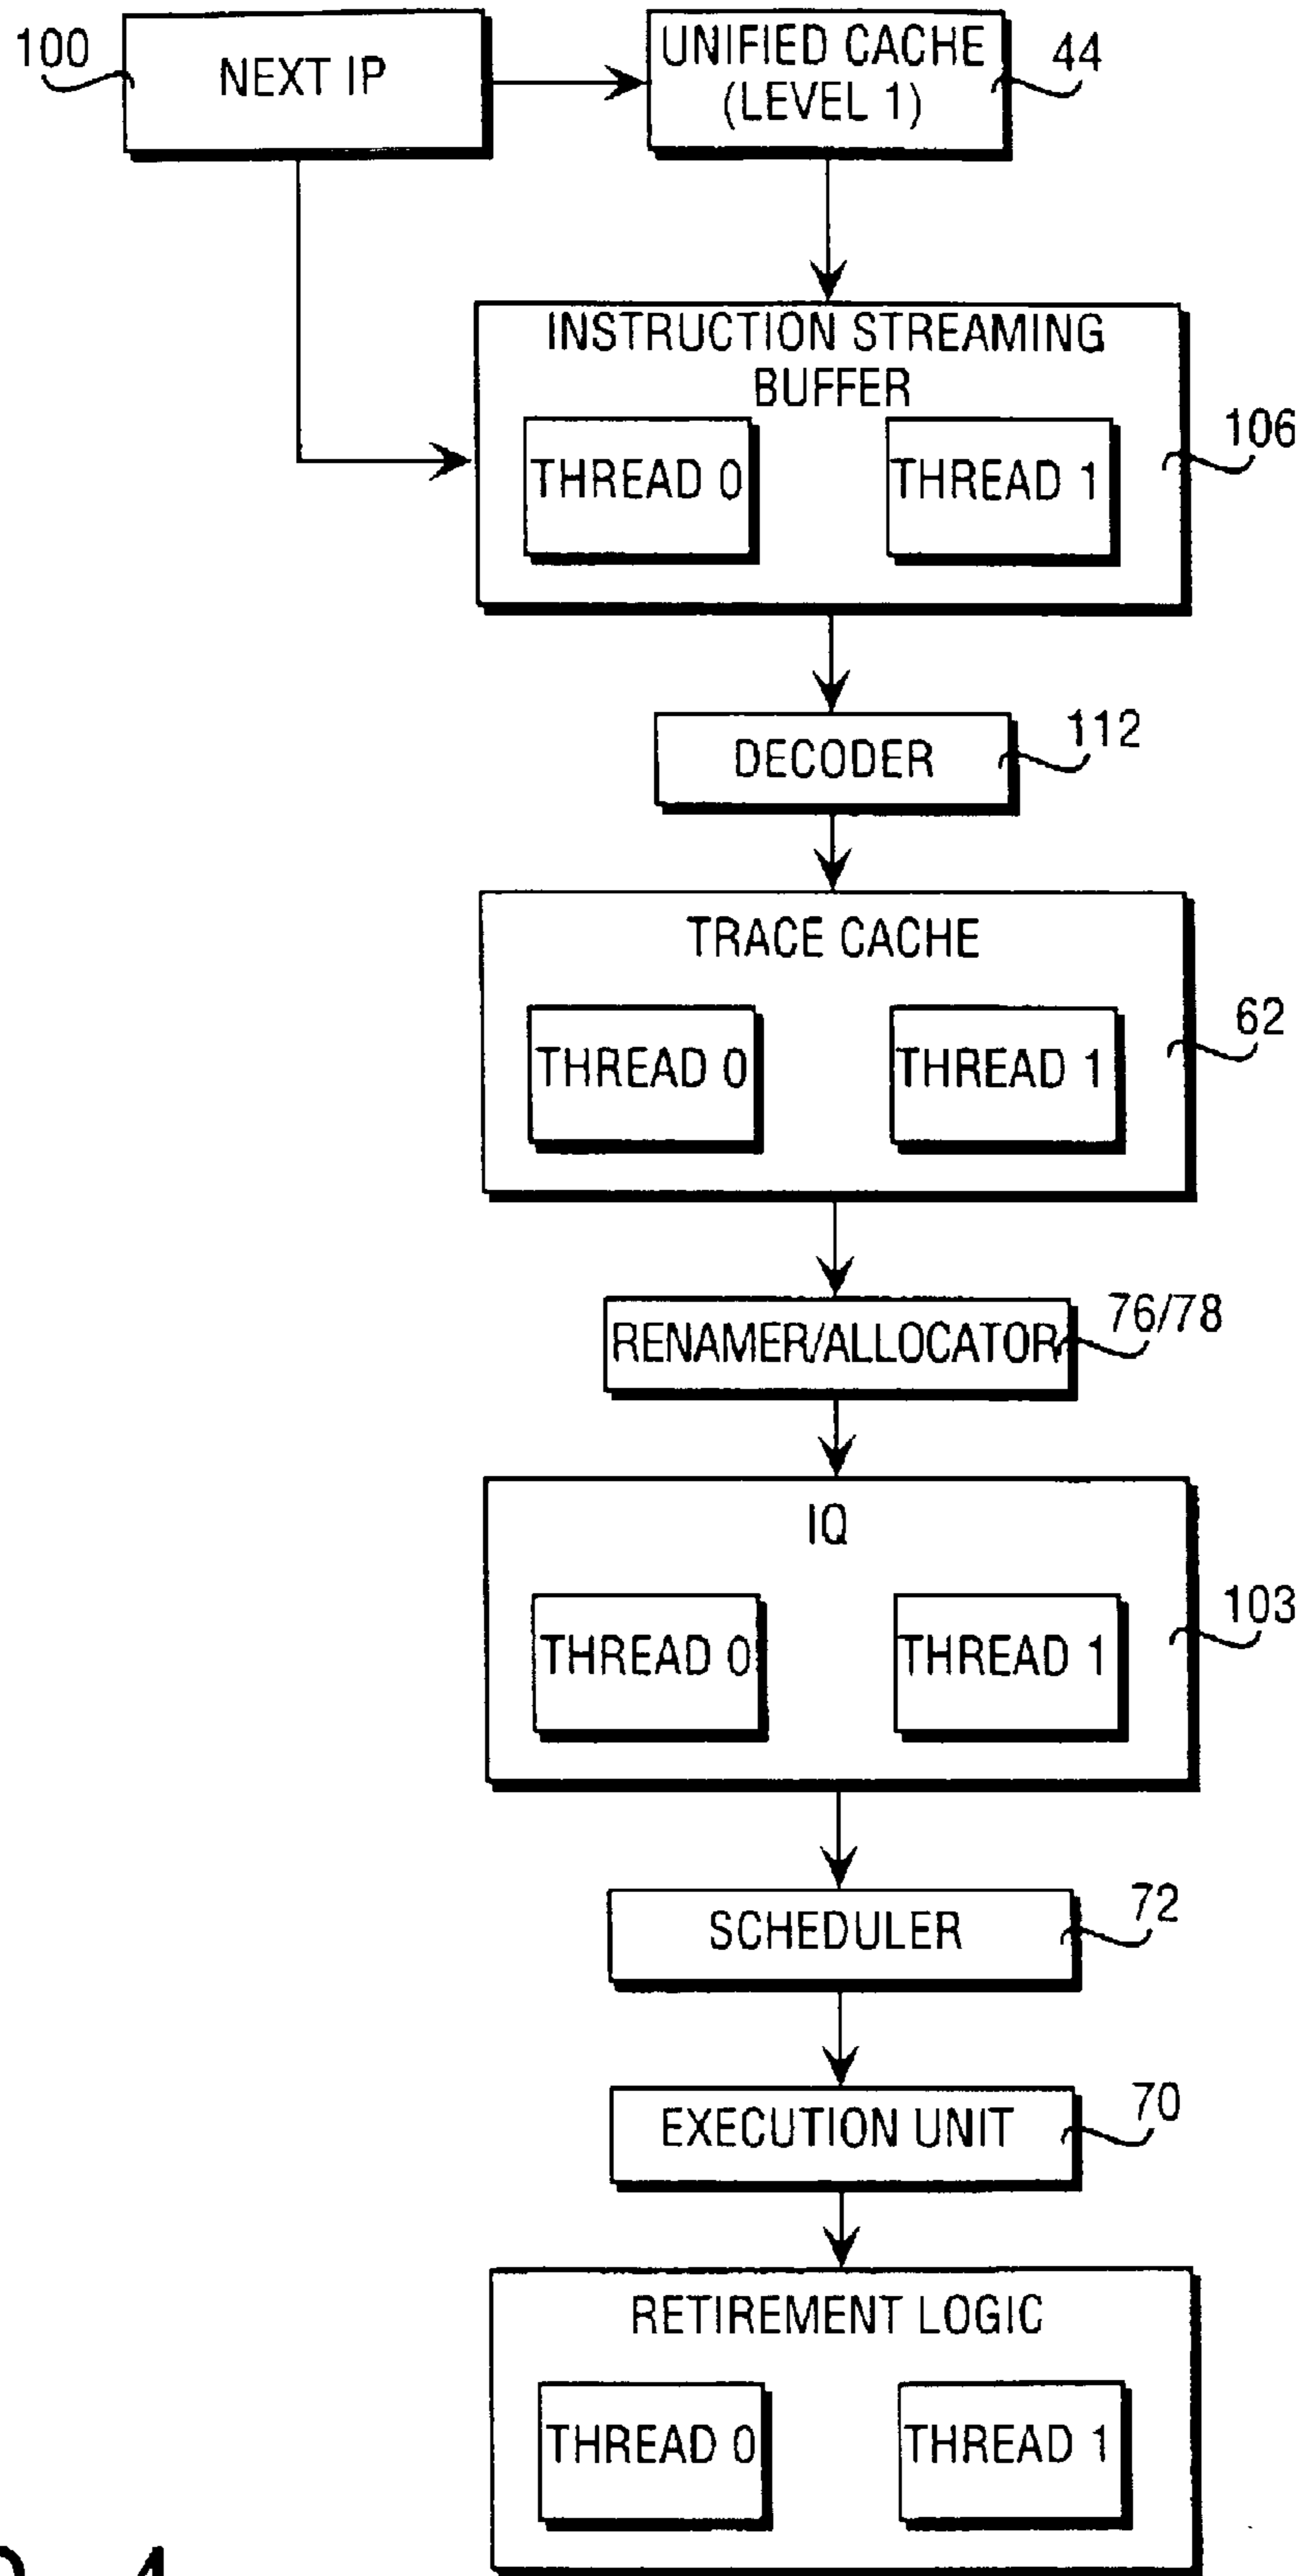 100
NEXT IP
UNIFIED CACHE
(LEVEL 1)
44
INSTRUCTION STREAMING
BUFFER
THREAD 0
THREAD 1
106
DECODER
112
TRACE CACHE
THREAD 0
THREAD 1
62
RENAMER/ALLOCATOR
76/78
IQ
THREAD 0
THREAD 1
103
SCHEDULER
72
EXECUTION UNIT
70
RETIREMENT LOGIC
THREAD 0
THREAD 1